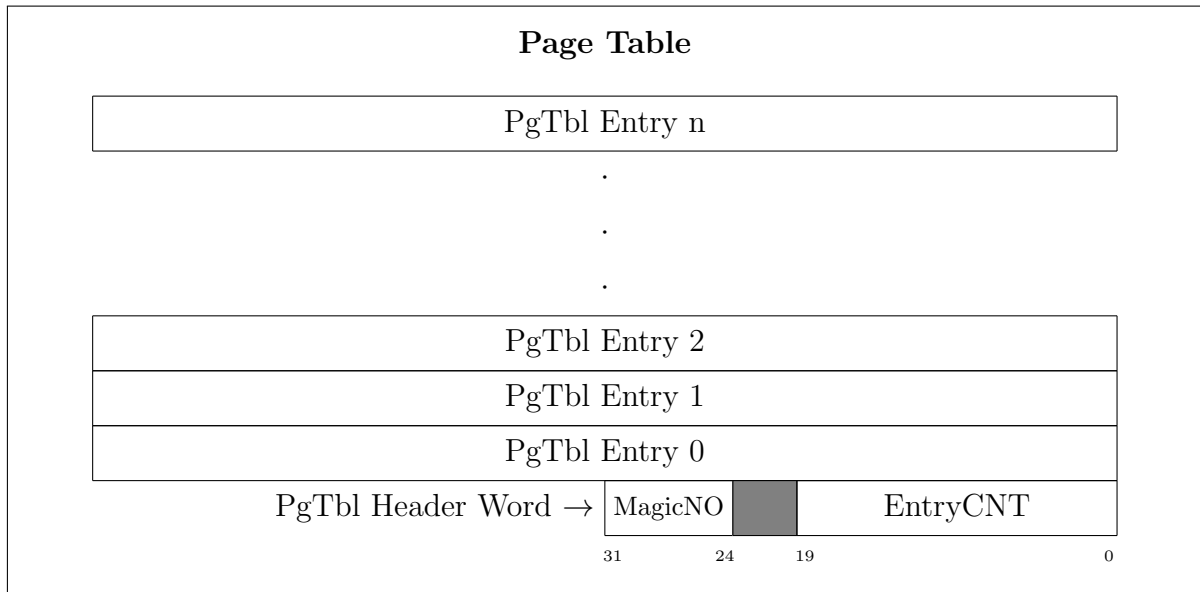 Page Table
PgTbl Entry n
.
.
.
PgTbl Entry 2
PgTbl Entry 1
PgTbl Entry 0
PgTbl Header Word → MagicNO EntryCNT
31 24 19 0